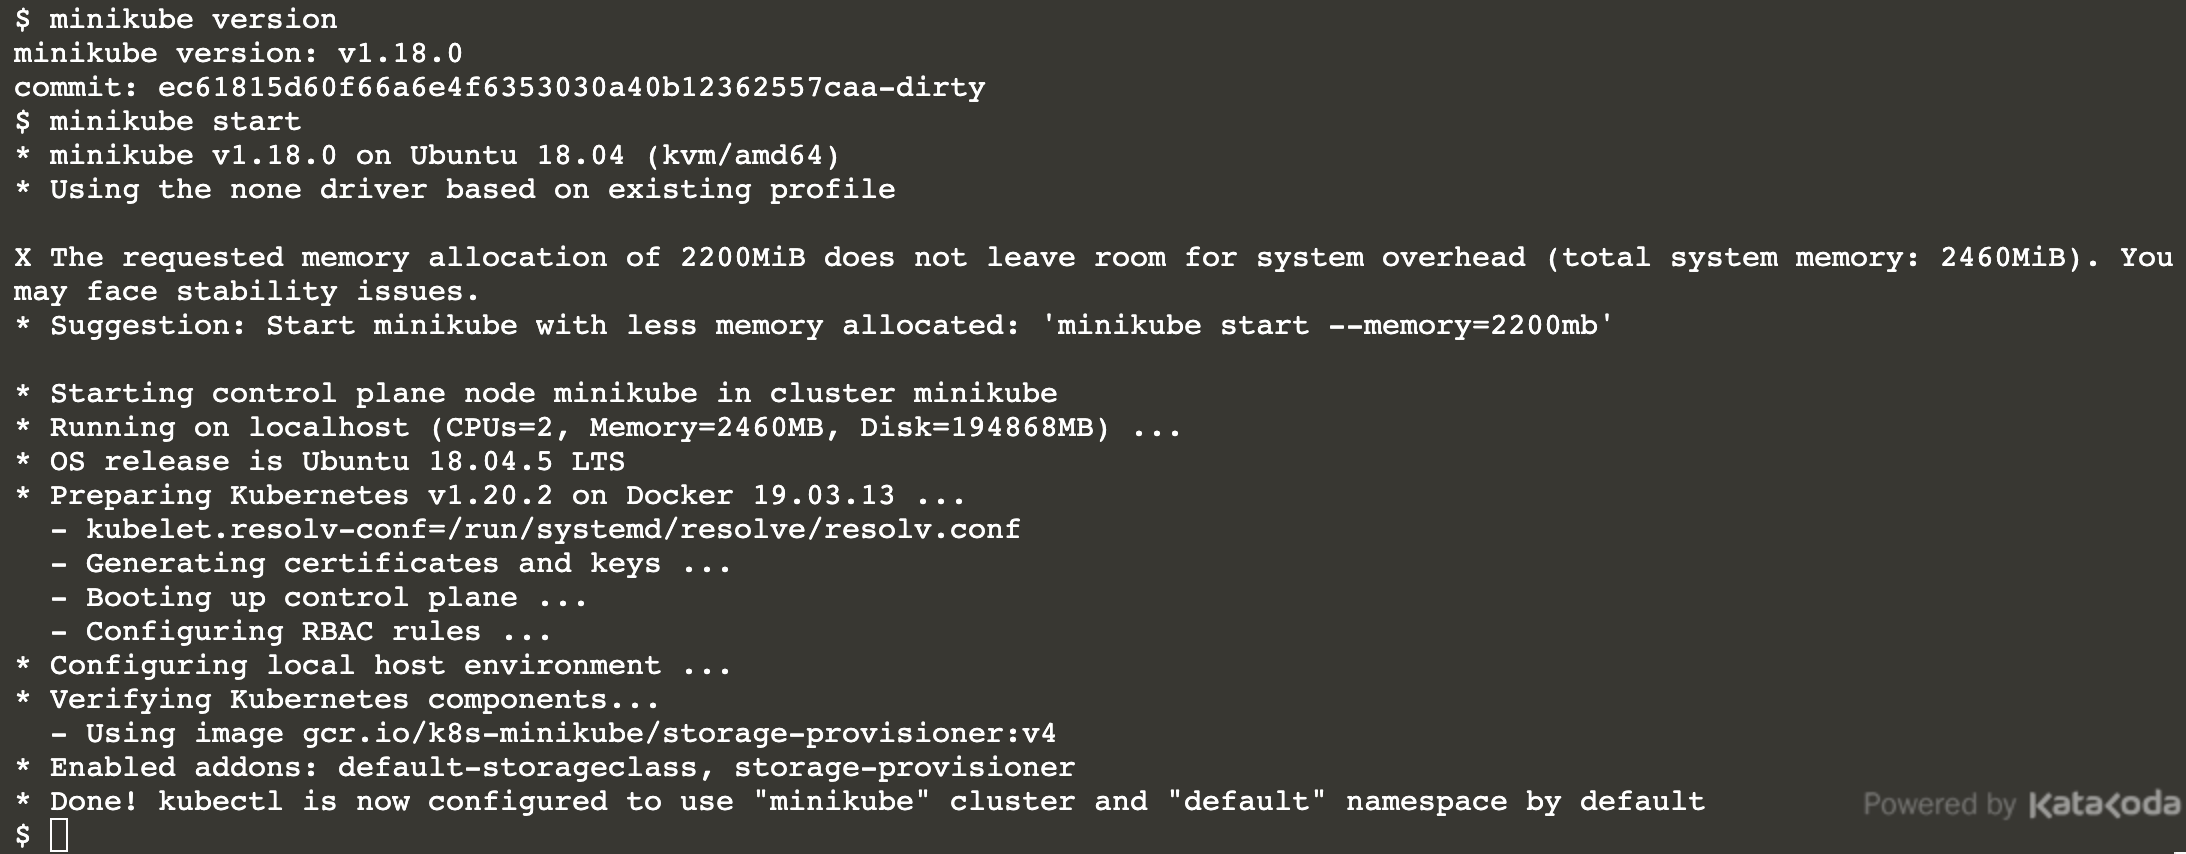 $ minikube version
minikube version: v1.18.0
commit: ec61815d60f66a6e4f6353030a40b12362557caa-dirty
$ minikube start
* minikube v1.18.0 on Ubuntu 18.04 (kvm/amd64)
* Using the none driver based on existing profile

X The requested memory allocation of 2200MiB does not leave room for system overhead (total system memory: 2460MiB). You
may face stability issues.
* Suggestion: Start minikube with less memory allocated: 'minikube start --memory=2200mb'

* Starting control plane node minikube in cluster minikube
* Running on localhost (CPUs=2, Memory=2460MB, Disk=194868MB) ...
* OS release is Ubuntu 18.04.5 LTS
* Preparing Kubernetes v1.20.2 on Docker 19.03.13 ...
  - kubelet.resolv-conf=/run/systemd/resolve/resolv.conf
  - Generating certificates and keys ...
  - Booting up control plane ...
  - Configuring RBAC rules ...
* Configuring local host environment ...
* Verifying Kubernetes components...
  - Using image gcr.io/k8s-minikube/storage-provisioner:v4
* Enabled addons: default-storageclass, storage-provisioner
* Done! kubectl is now configured to use "minikube" cluster and "default" namespace by default
Powered by Katacoda
$